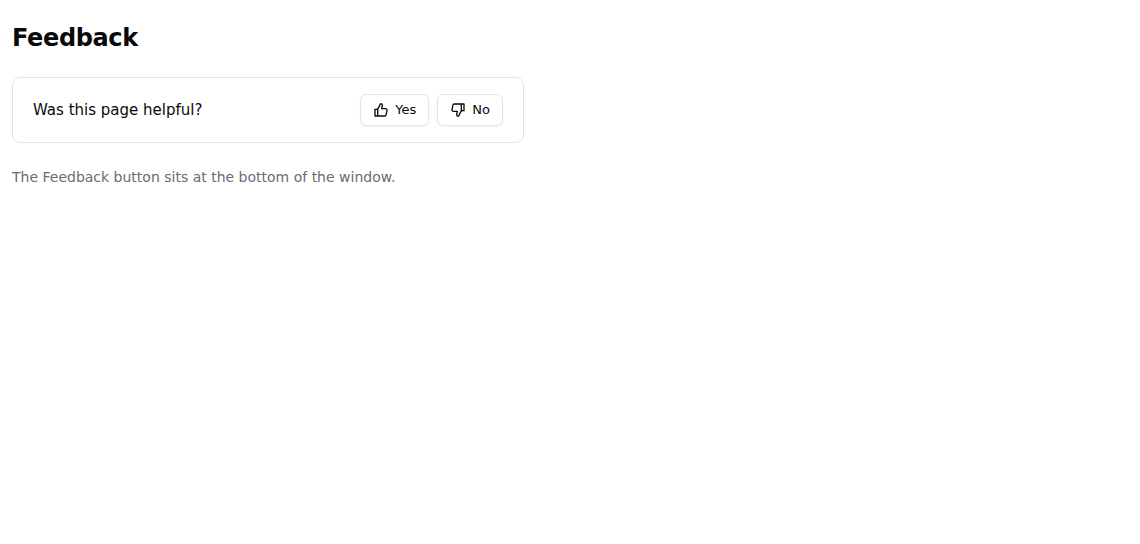 Feedback
Was this page helpful? Yes No
The Feedback button sits at the bottom of the window.